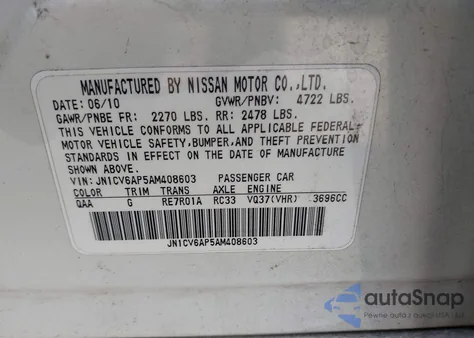 MANUFACTURED BY NISSAN MOTOR CO.,LTD.
DATE: 06/10 GVWR/PNBV: 4722 LBS.
GAWR/PNBE FR: 2270 LBS. RR: 2478 LBS.
THIS VEHICLE CONFORMS TO ALL APPLICABLE FEDERAL
MOTOR VEHICLE SAFETY,BUMPER,AND THEFT PREVENTION
STANDARDS IN EFFECT ON THE DATE OF MANUFACTURE
SHOWN ABOVE.
VIN:JN1CV6AP5AM408603 PASSENGER CAR
COLOR TRIM TRANS AXLE ENGINE
QAA G RE7R01A RC33 VQ37(VHR) 3696CC
JN1CV6AP5AM408603
autoSnap
Pewne auto z USA